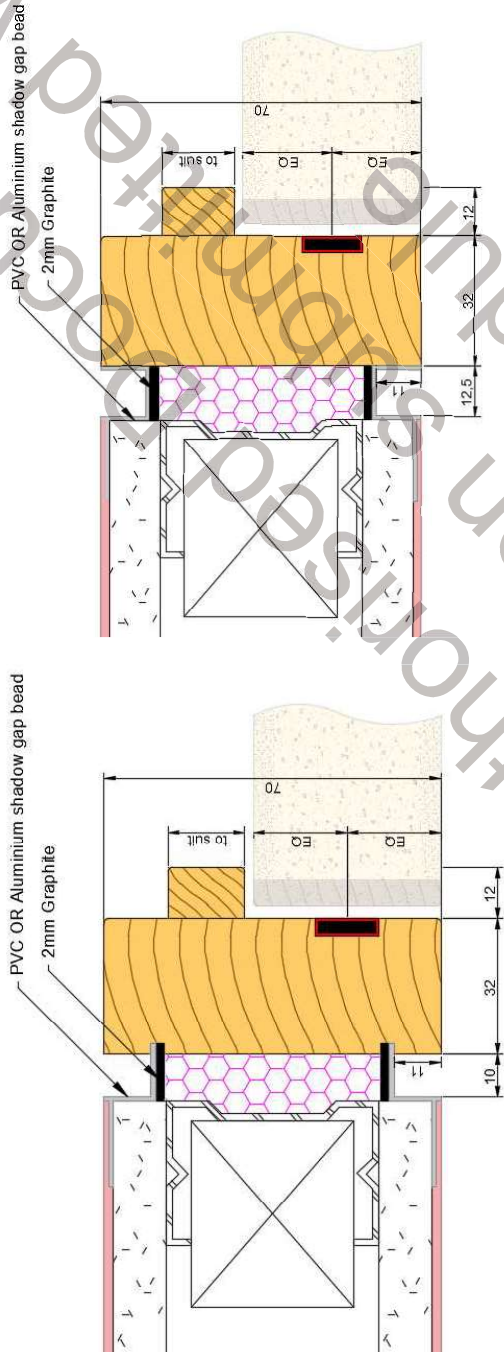 PVC OR Aluminium shadow gap bead
2mm Graphite
70
to suit
EQ
EQ
12
32
12,5
11
PVC OR Aluminium shadow gap bead
2mm Graphite
70
to suit
EQ
EQ
12
32
10
11